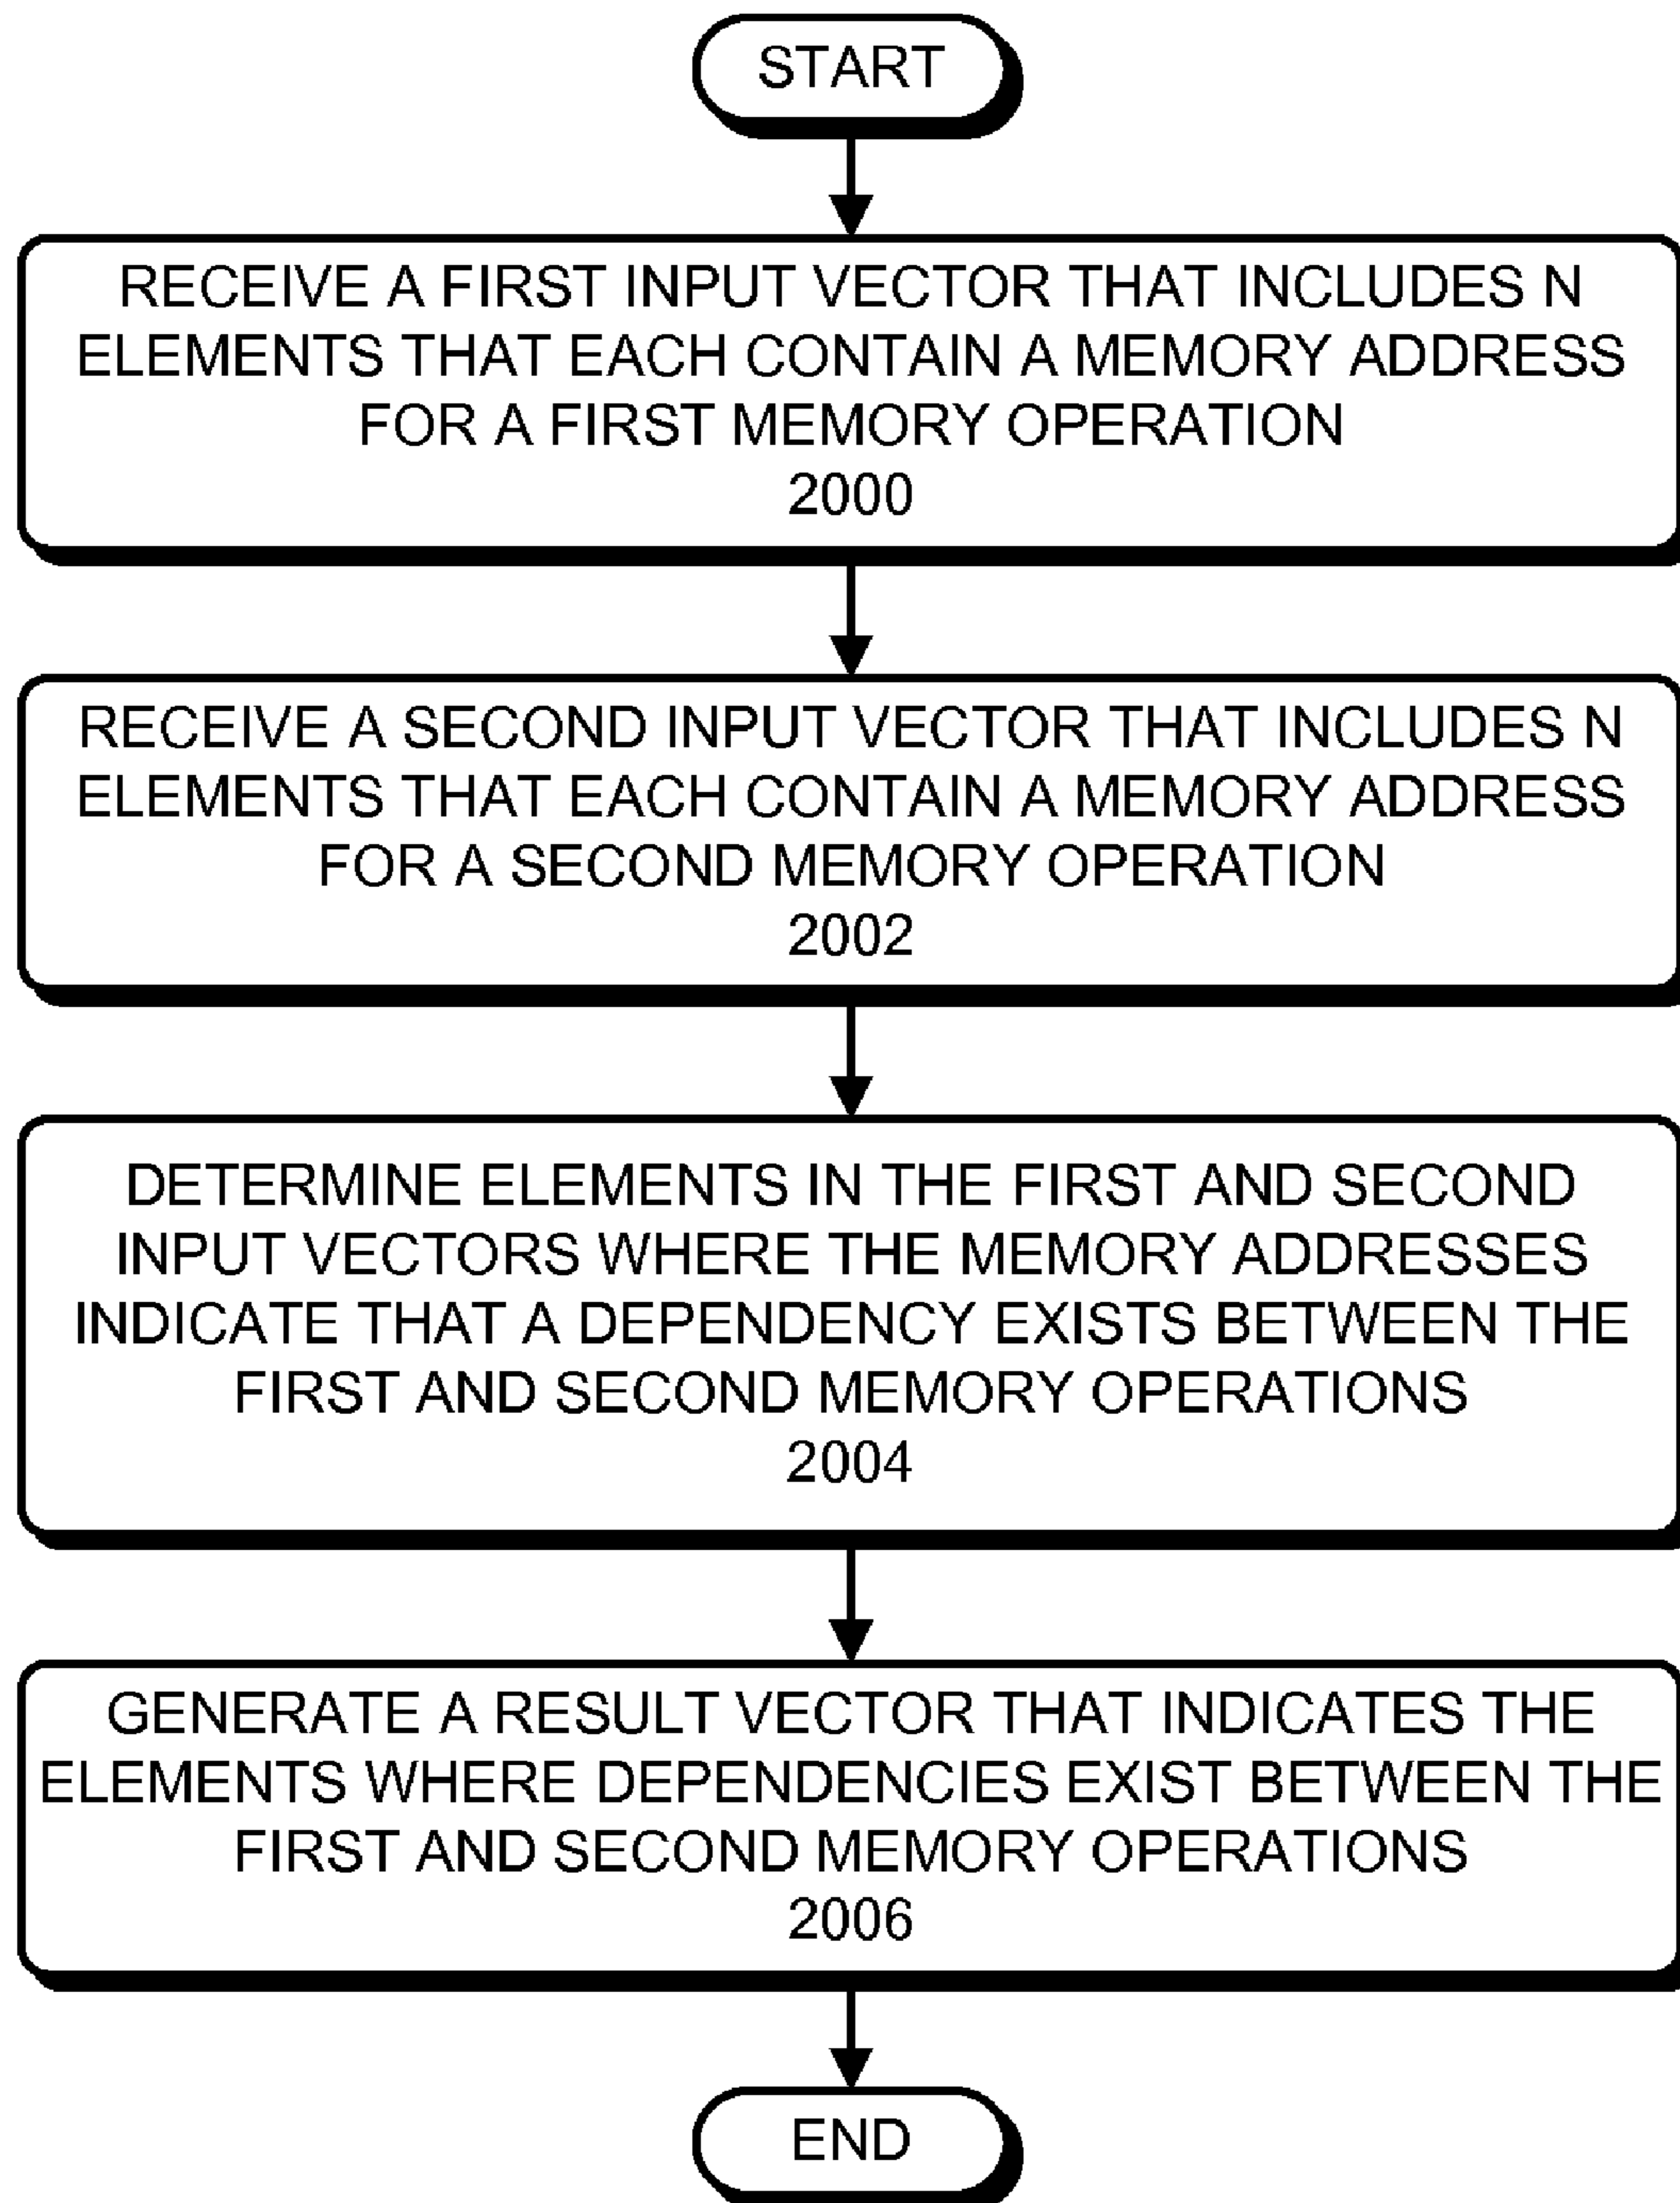 START
RECEIVE A FIRST INPUT VECTOR THAT INCLUDES N
ELEMENTS THAT EACH CONTAIN A MEMORY ADDRESS
FOR A FIRST MEMORY OPERATION
2000
RECEIVE A SECOND INPUT VECTOR THAT INCLUDES N
ELEMENTS THAT EACH CONTAIN A MEMORY ADDRESS
FOR A SECOND MEMORY OPERATION
2002
DETERMINE ELEMENTS IN THE FIRST AND SECOND
INPUT VECTORS WHERE THE MEMORY ADDRESSES
INDICATE THAT A DEPENDENCY EXISTS BETWEEN THE
FIRST AND SECOND MEMORY OPERATIONS
2004
GENERATE A RESULT VECTOR THAT INDICATES THE
ELEMENTS WHERE DEPENDENCIES EXIST BETWEEN THE
FIRST AND SECOND MEMORY OPERATIONS
2006
END